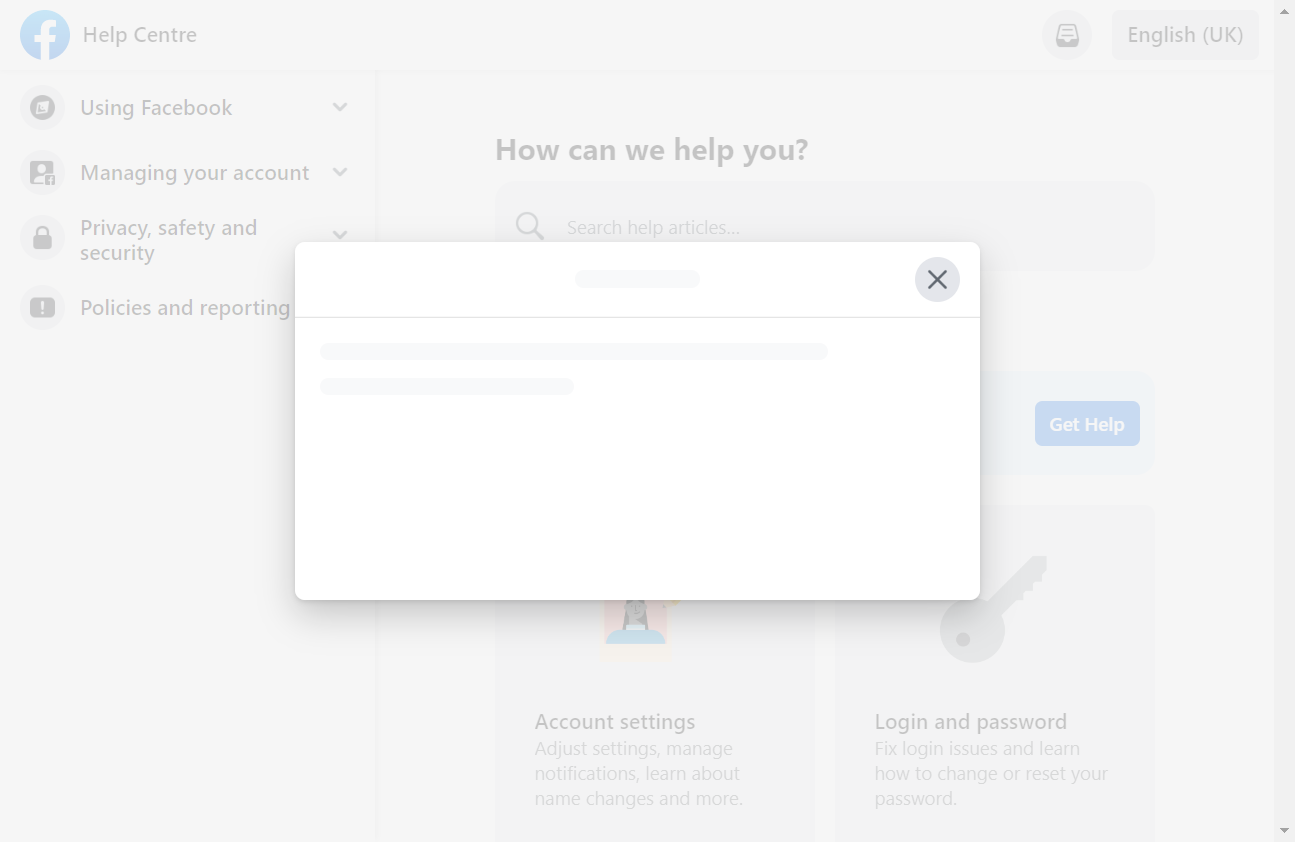 Help Centre
English (UK)
Using Facebook
Managing your account
Privacy, safety and
security
Policies and reporting
How can we help you?
Search help articles...
Get Help
Account settings
Adjust settings, manage
notifications, learn about
name changes and more.
Login and password
Fix login issues and learn
how to change or reset your
password.